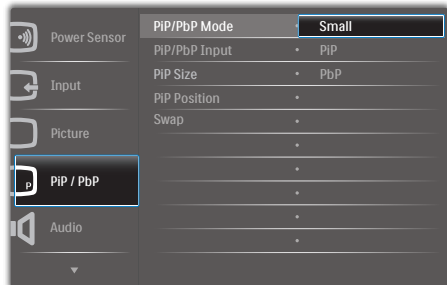 Power Sensor
Input
Picture
P
PiP / PbP
Audio
PiP/PbP Mode
PiP/PbP Input
PiP Size
PiP Position
Swap
Small
PiP
PbP